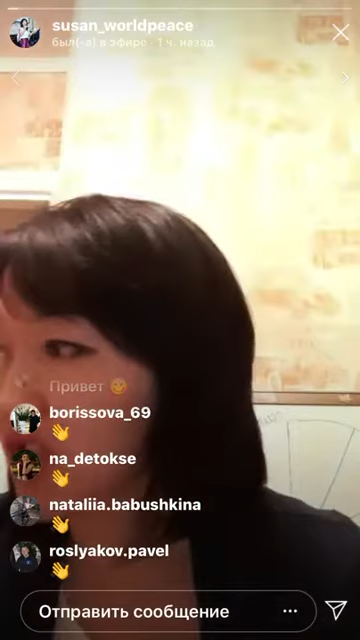 susan_worldpeace
был(-а) в эфире · 1 ч. назад
Привет 😊
borissova_69
👋
na_detokse
👋
nataliia.babushkina
👋
roslyakov.pavel
👋
Отправить сообщение